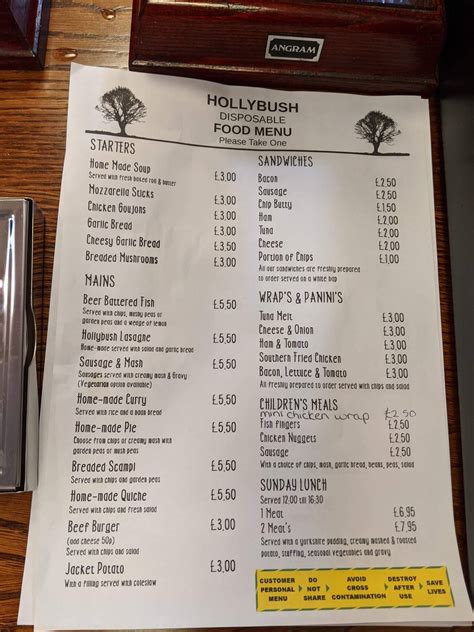 ANGRAM
HOLLYBUSH
DISPOSABLE
FOOD MENU
Please Take One
STARTERS
Home Made Soup £3,00
Served with fresh baked roll & butter
Mozzarella Sticks £3,00
Chicken Goujons £3,00
Garlic Bread £3,00
Cheesy Garlic Bread £3,50
Breaded Mushrooms £3,00
MAINS
Beer Battered Fish £5,50
Served with chips, mushy peas or
garden peas and a wedge of lemon
Hollybush Lasagne £5,50
Home-made served with salad and garlic bread
Sausage & Mash £5,50
Sausages served with creamy mash & Gravy
(Vegetarian option available)
Home-made Curry £5,50
Served with rice and a naan bread
Home-made Pie £5,50
Choose from chips or creamy mash with
garden peas or mushy peas
Breaded Scampi £5,50
Served with chips and garden peas
Home-made Quiche £5,50
Served with chips and fresh salad
Beef Burger £3,00
(add cheese 50p)
Served with chips and salad
Jacket Potato £3,00
With a filling served with coleslaw
SANDWICHES
Bacon £2,50
Sausage £2,50
Chip Butty £1,50
Ham £2,00
Tuna £2,00
Cheese £2,00
Portion of Chips £1,00
All our sandwiches are freshly prepared
to order served on a white bap
WRAP'S & PANINI'S
Tuna Melt £3,00
Cheese & Onion £3,00
Ham & Tomato £3,00
Southern Fried Chicken £3,00
Bacon, Lettuce & Tomato £3,00
All freshly prepared to order served with chips and salad
CHILDREN'S MEALS
mini chicken wrap £2.50
Fish Fingers £2,50
Chicken Nuggets £2,50
Sausage £2,50
With a choice of chips, mash, garlic bread, beans, peas, salad
SUNDAY LUNCH
Served 12:00 till 16:30
1 Meat £6,95
2 Meat's £7,95
Served with a yorkshire pudding, creamy mashed & roasted
potato, stuffing, seasonal vegetables and gravy
CUSTOMER PERSONAL MENU
DO NOT SHARE
AVOID CROSS CONTAMINATION
DESTROY AFTER USE
SAVE LIVES